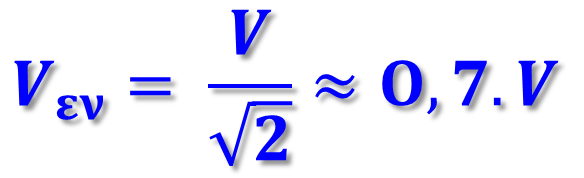 V_εν = V/√2 ≈ 0,7.V